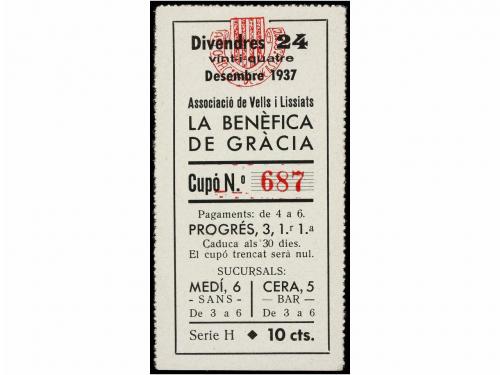 Divendres 24
vint-i-quatre
Desembre 1937
Associació de Vells i Lissiats
LA BENÈFICA
DE GRÀCIA
Cupó N.º 687
Pagaments: de 4 a 6.
PROGRÉS, 3, 1.r 1.a
Caduca als 30 dies.
El cupó trencat serà nul.
SUCURSALS:
MEDÍ, 6 CERA, 5
- SANS - — BAR —
De 3 a 6 De 3 a 6
Serie H ◆ 10 cts.